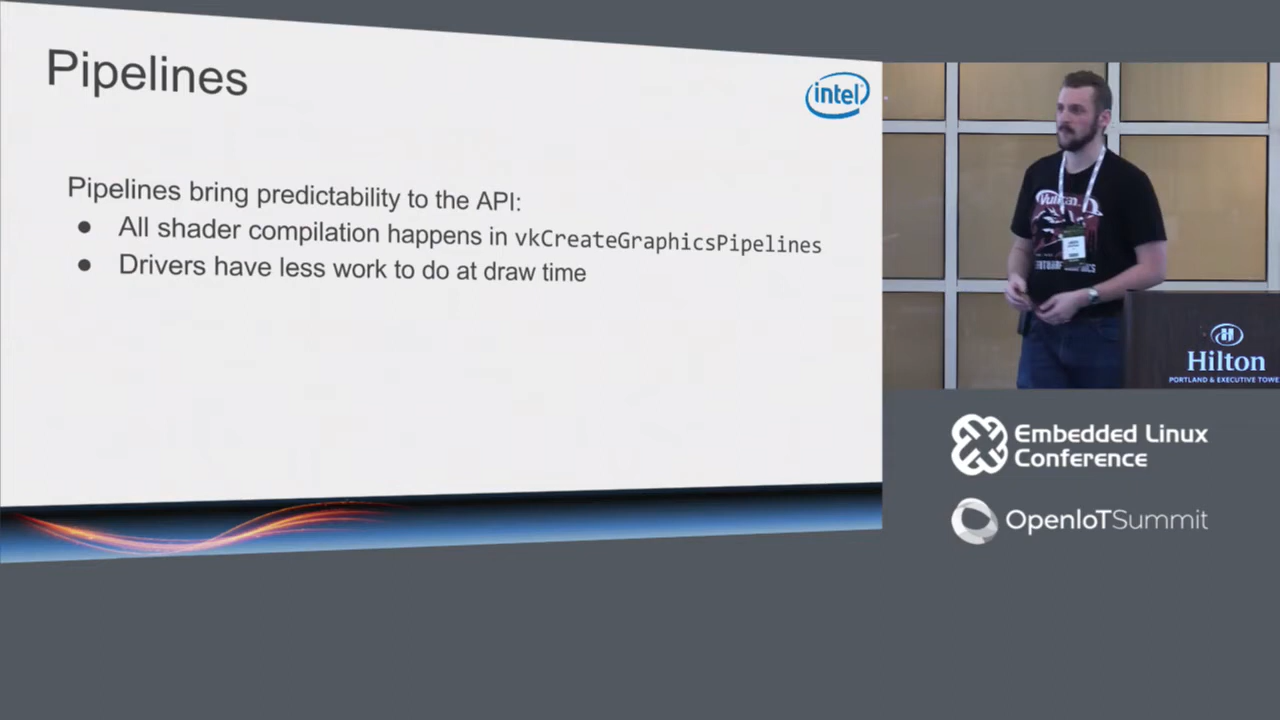 Pipelines
intel
Pipelines bring predictability to the API:
● All shader compilation happens in vkCreateGraphicsPipelines
● Drivers have less work to do at draw time
Vulkan
H
Hilton
PORTLAND & EXECUTIVE TOWE
Embedded Linux
Conference
OpenIoTSummit